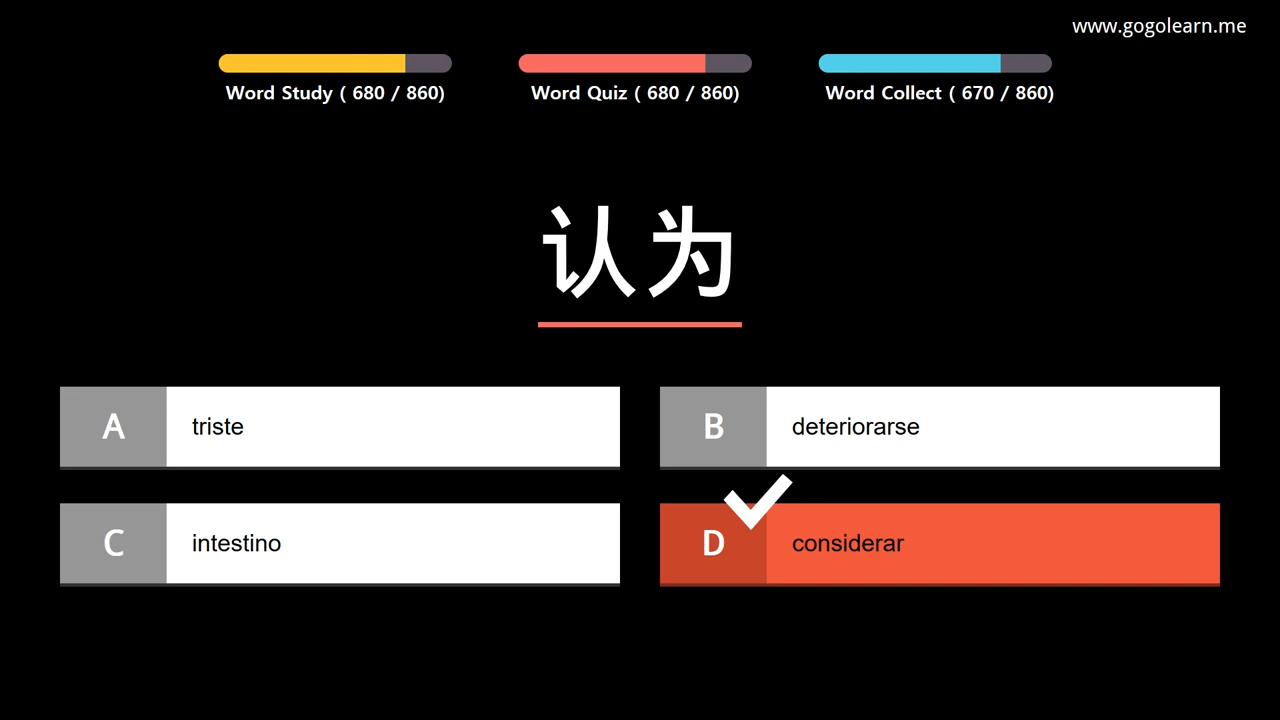 www.gogolearn.me
Word Study ( 680 / 860)
Word Quiz ( 680 / 860)
Word Collect ( 670 / 860)
认为
A triste
B deteriorarse
C intestino
D considerar